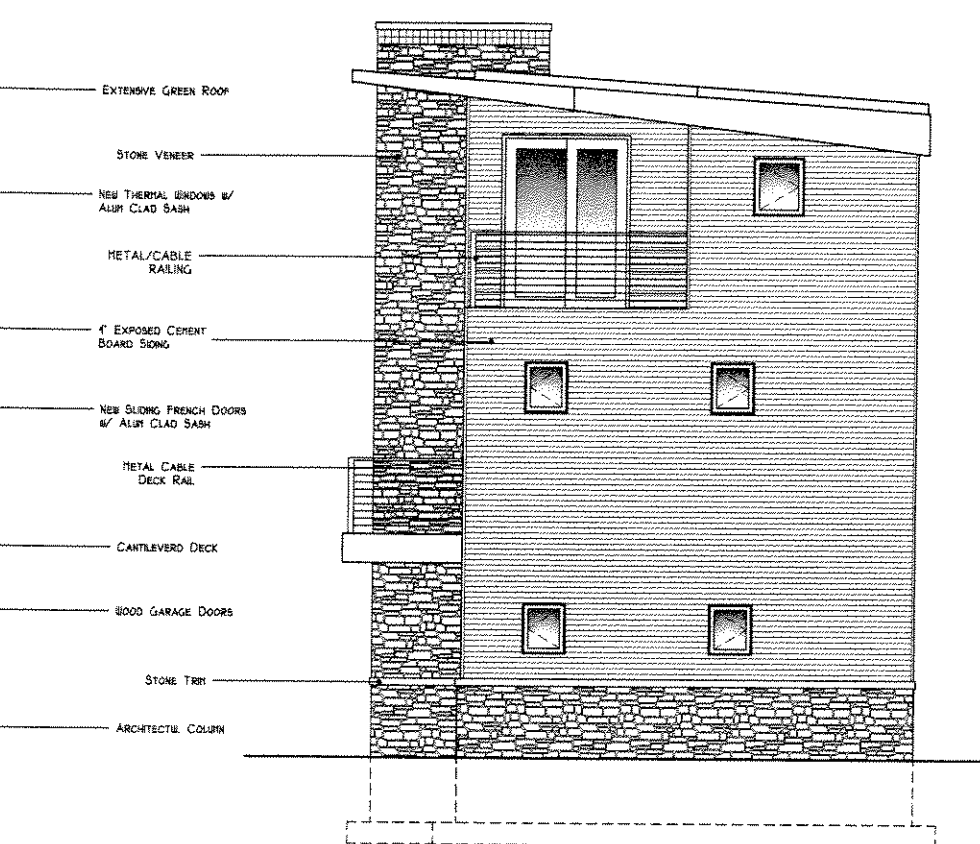 EXTENSIVE GREEN ROOF
STONE VENEER
NEW THERMAL WINDOWS W/
ALUM CLAD SASH
METAL/CABLE
RAILING
4" EXPOSED CEMENT
BOARD SIDING
NEW SLIDING FRENCH DOORS
W/ ALUM CLAD SASH
METAL CABLE
DECK RAIL
CANTILEVERD DECK
WOOD GARAGE DOORS
STONE TRIM
ARCHITECTUL COLUMN